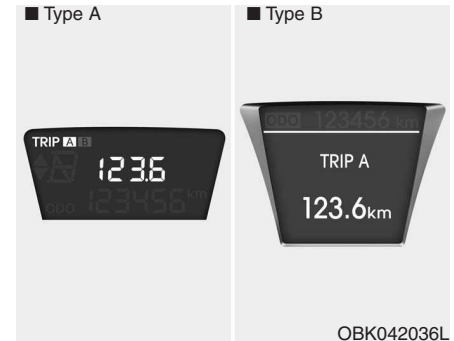 ■ Type A
TRIP A B
123.6
ODO 123456 km
■ Type B
ODO 123456 km
TRIP A
123.6km
OBK042036L